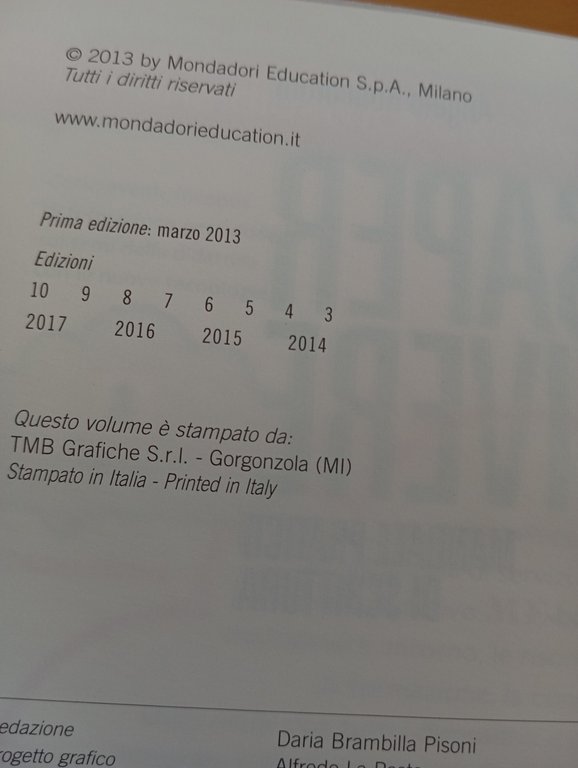 © 2013 by Mondadori Education S.p.A., Milano
Tutti i diritti riservati
www.mondadorieducation.it
Prima edizione: marzo 2013
Edizioni
10 9 8 7 6 5 4 3
2017 2016 2015 2014
Questo volume è stampato da:
TMB Grafiche S.r.l. - Gorgonzola (MI)
Stampato in Italia - Printed in Italy
edazione
rogetto grafico
Daria Brambilla Pisoni